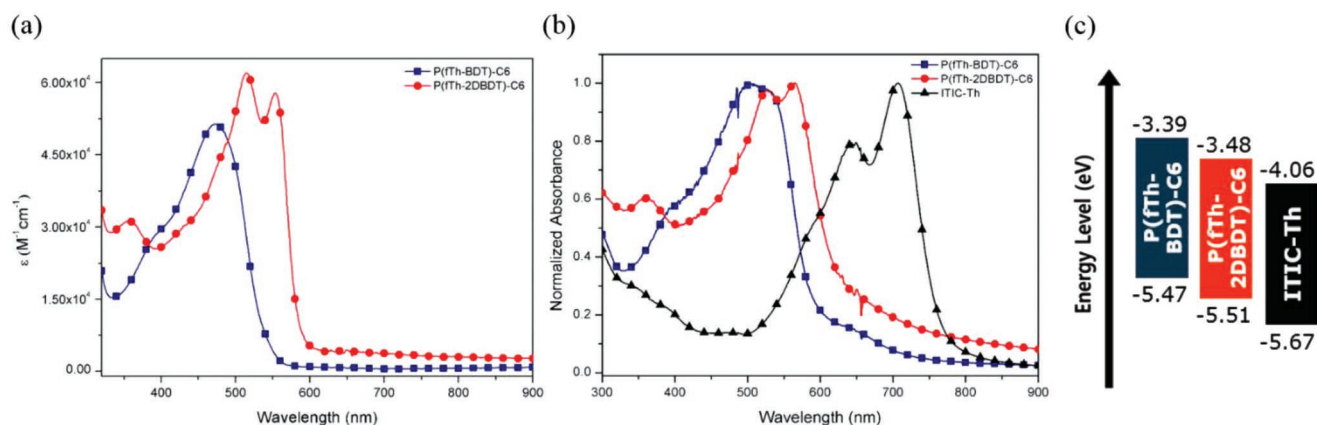 (a)
ε (M⁻¹cm⁻¹)
6.00x10⁴
4.50x10⁴
3.00x10⁴
1.50x10⁴
0.00
P(fTh-BDT)-C6
P(fTh-2DBDT)-C6
400 500 600 700 800 900
Wavelength (nm)
(b)
Normalized Absorbance
1.0
0.8
0.6
0.4
0.2
0.0
P(fTh-BDT)-C6
P(fTh-2DBDT)-C6
ITIC-Th
300 400 500 600 700 800 900
Wavelength (nm)
(c)
Energy Level (eV)
-3.39
P(fTh-
BDT)-C6
-5.47
-3.48
P(fTh-
2DBDT)-C6
-5.51
-4.06
ITIC-Th
-5.67